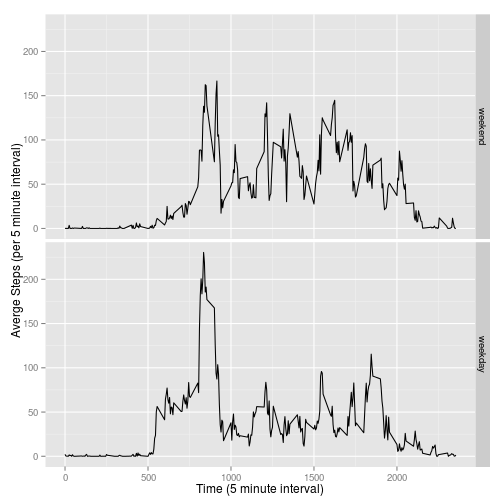 200
150
100
50
0
weekend
200
150
100
50
0
weekday
Averge Steps (per 5 minute interval)
0 500 1000 1500 2000
Time (5 minute interval)